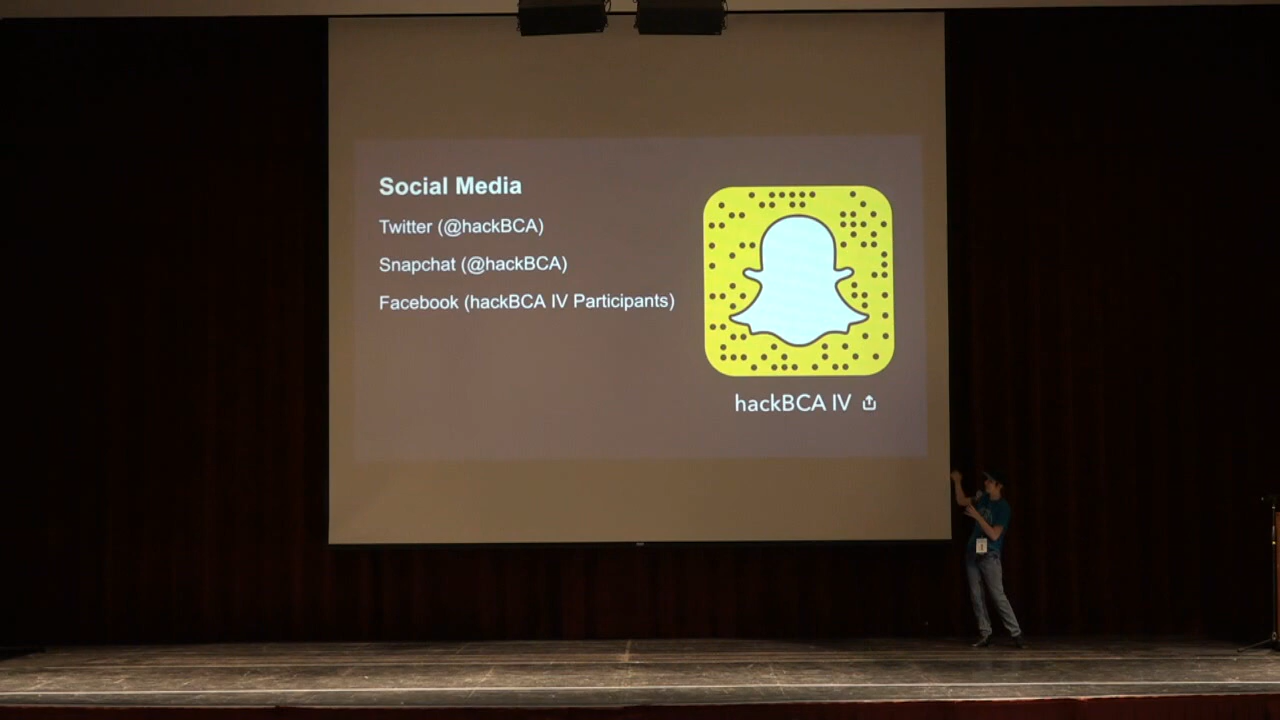 Social Media
Twitter (@hackBCA)
Snapchat (@hackBCA)
Facebook (hackBCA IV Participants)
hackBCA IV